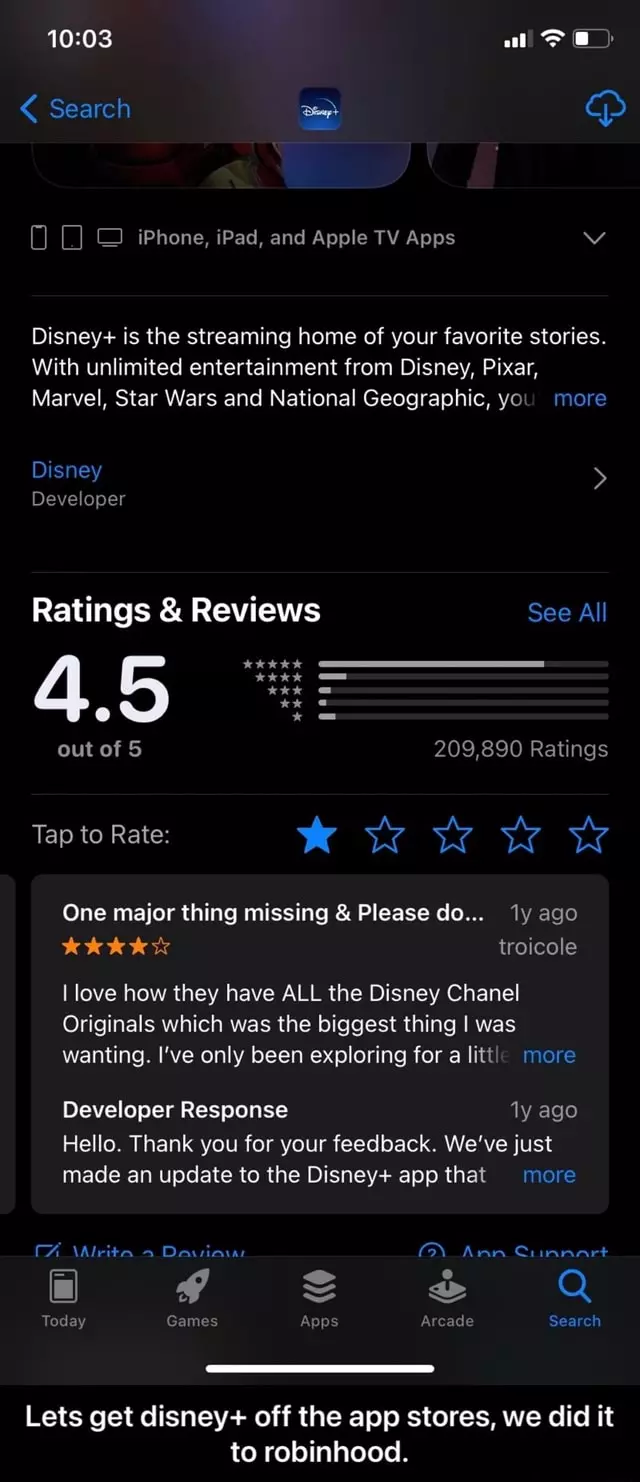 10:03
Search
Disney+
iPhone, iPad, and Apple TV Apps
Disney+ is the streaming home of your favorite stories.
With unlimited entertainment from Disney, Pixar,
Marvel, Star Wars and National Geographic, you more
Disney
Developer
Ratings & Reviews See All
4.5
out of 5 209,890 Ratings
Tap to Rate:
One major thing missing & Please do... 1y ago
troicole
I love how they have ALL the Disney Chanel
Originals which was the biggest thing I was
wanting. I've only been exploring for a little more
Developer Response 1y ago
Hello. Thank you for your feedback. We've just
made an update to the Disney+ app that more
Write a Review App Support
Today Games Apps Arcade Search
Lets get disney+ off the app stores, we did it
to robinhood.